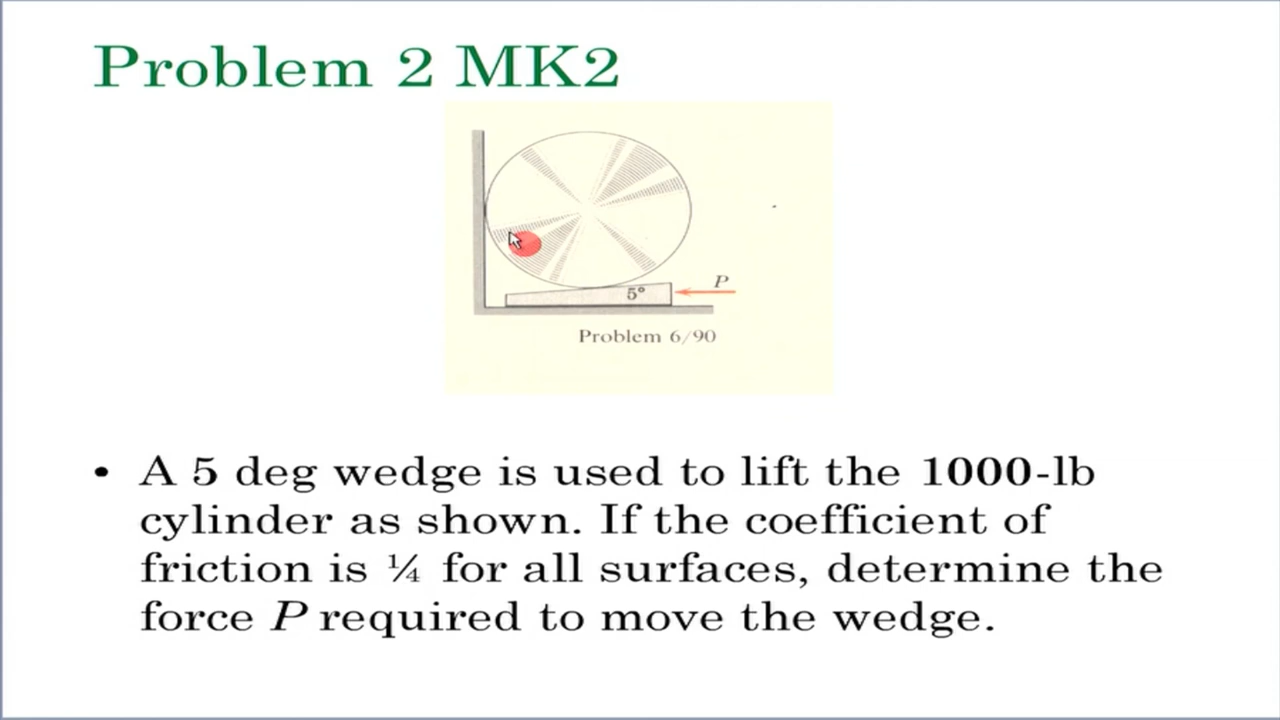 Problem 2 MK2
5°
P
Problem 6/90
• A 5 deg wedge is used to lift the 1000-lb
cylinder as shown. If the coefficient of
friction is ¼ for all surfaces, determine the
force P required to move the wedge.